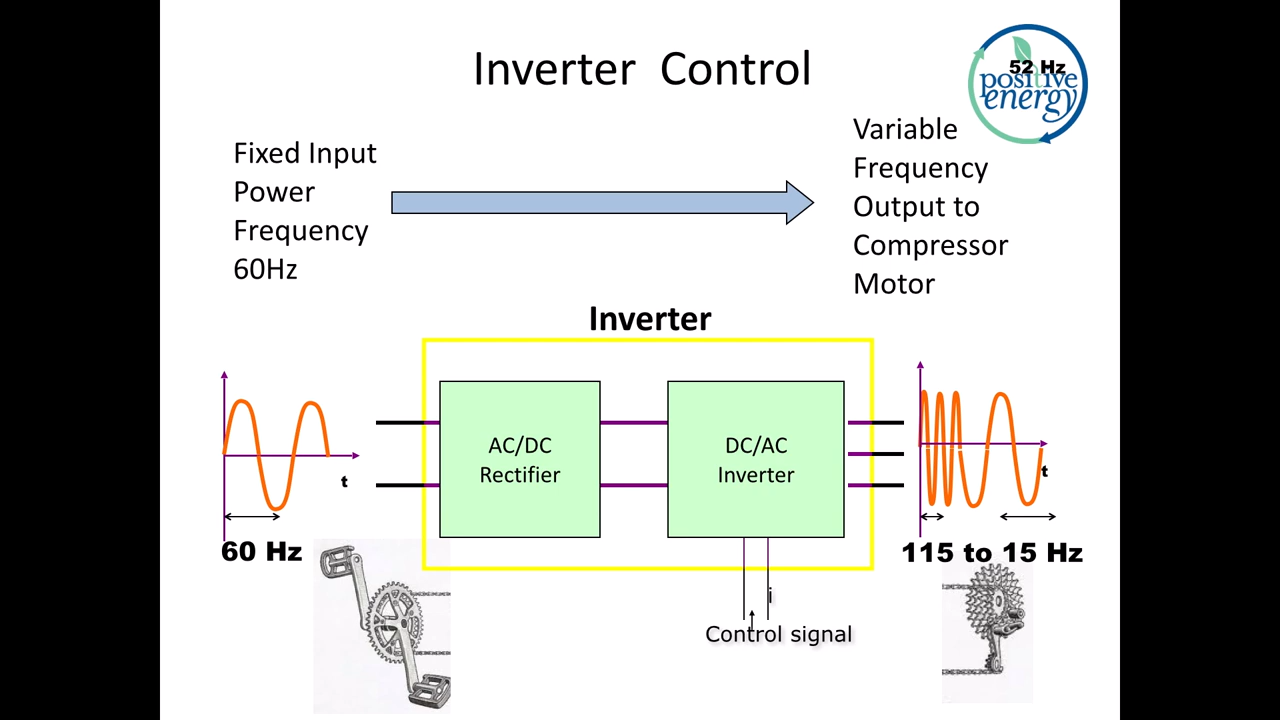 Inverter Control
52 Hz
positive
energy
Fixed Input
Power
Frequency
60Hz
Variable
Frequency
Output to
Compressor
Motor
Inverter
AC/DC
Rectifier
DC/AC
Inverter
t
t
60 Hz
115 to 15 Hz
i
Control signal